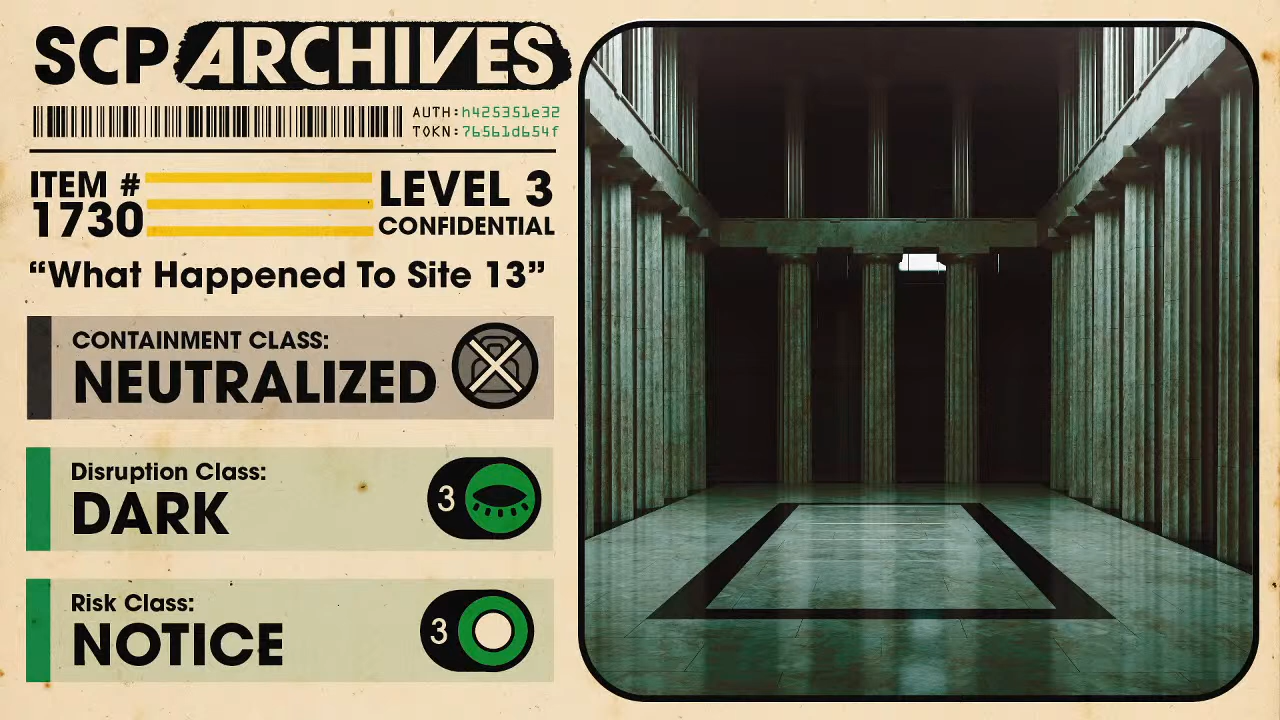 SCP ARCHIVES
AUTH:h425351e32
TOKN:76561d654f
ITEM #
1730
LEVEL 3
CONFIDENTIAL
“What Happened To Site 13”
CONTAINMENT CLASS:
NEUTRALIZED
Disruption Class:
DARK
3
Risk Class:
NOTICE
3